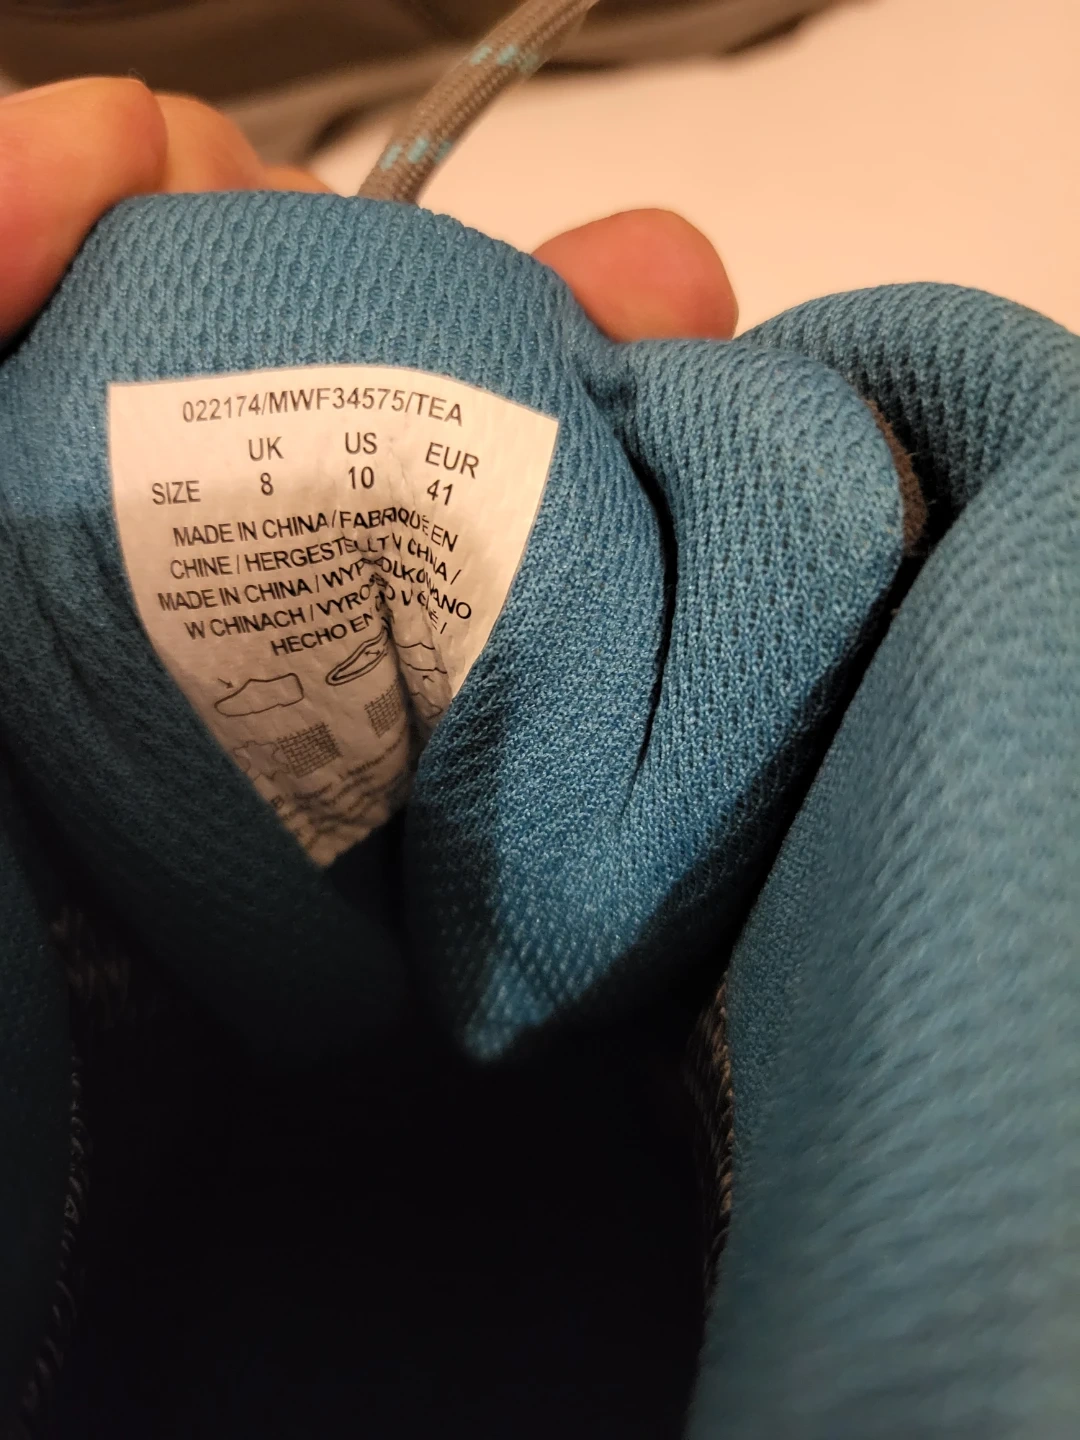 022174/MWF34575/TEA
UK US EUR
SIZE 8 10 41
MADE IN CHINA/FABRIQUÉ EN
CHINE/HERGESTELLT IN CHINA/
MADE IN CHINA/WYPRODUKOWANO
W CHINACH/VYROBENO V
HECHO EN
Leather